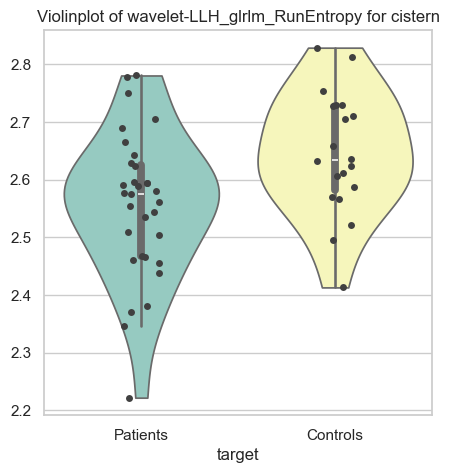 Violinplot of wavelet-LLH_glrlm_RunEntropy for cistern
2.8
2.7
2.6
2.5
2.4
2.3
2.2
Patients Controls
target